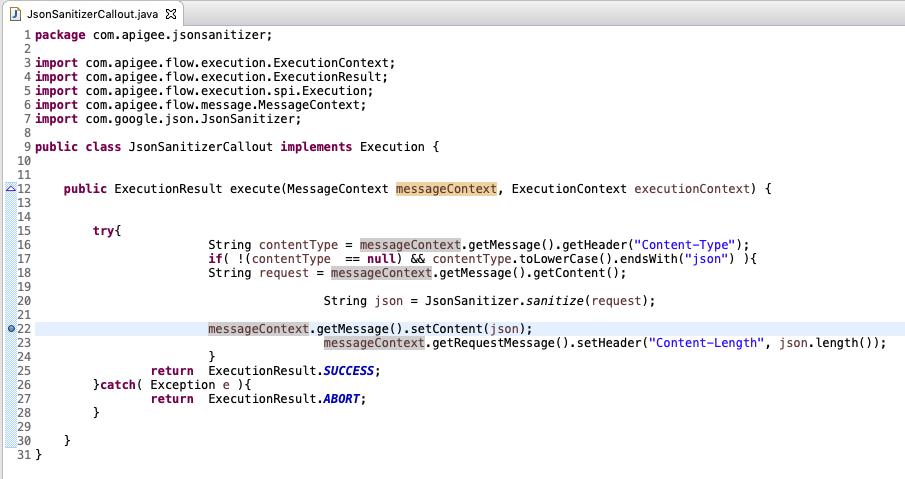 JsonSanitizerCallout.java
1 package com.apigee.jsonsanitizer;
2
3 import com.apigee.flow.execution.ExecutionContext;
4 import com.apigee.flow.execution.ExecutionResult;
5 import com.apigee.flow.execution.spi.Execution;
6 import com.apigee.flow.message.MessageContext;
7 import com.google.json.JsonSanitizer;
8
9 public class JsonSanitizerCallout implements Execution {
10
11
12 public ExecutionResult execute(MessageContext messageContext, ExecutionContext executionContext) {
13
14
15 try{
16 String contentType = messageContext.getMessage().getHeader("Content-Type");
17 if( !(contentType == null) && contentType.toLowerCase().endsWith("json") ){
18 String request = messageContext.getMessage().getContent();
19
20 String json = JsonSanitizer.sanitize(request);
21
22 messageContext.getMessage().setContent(json);
23 messageContext.getRequestMessage().setHeader("Content-Length", json.length());
24 }
25 return ExecutionResult.SUCCESS;
26 }catch( Exception e ){
27 return ExecutionResult.ABORT;
28 }
29
30 }
31 }